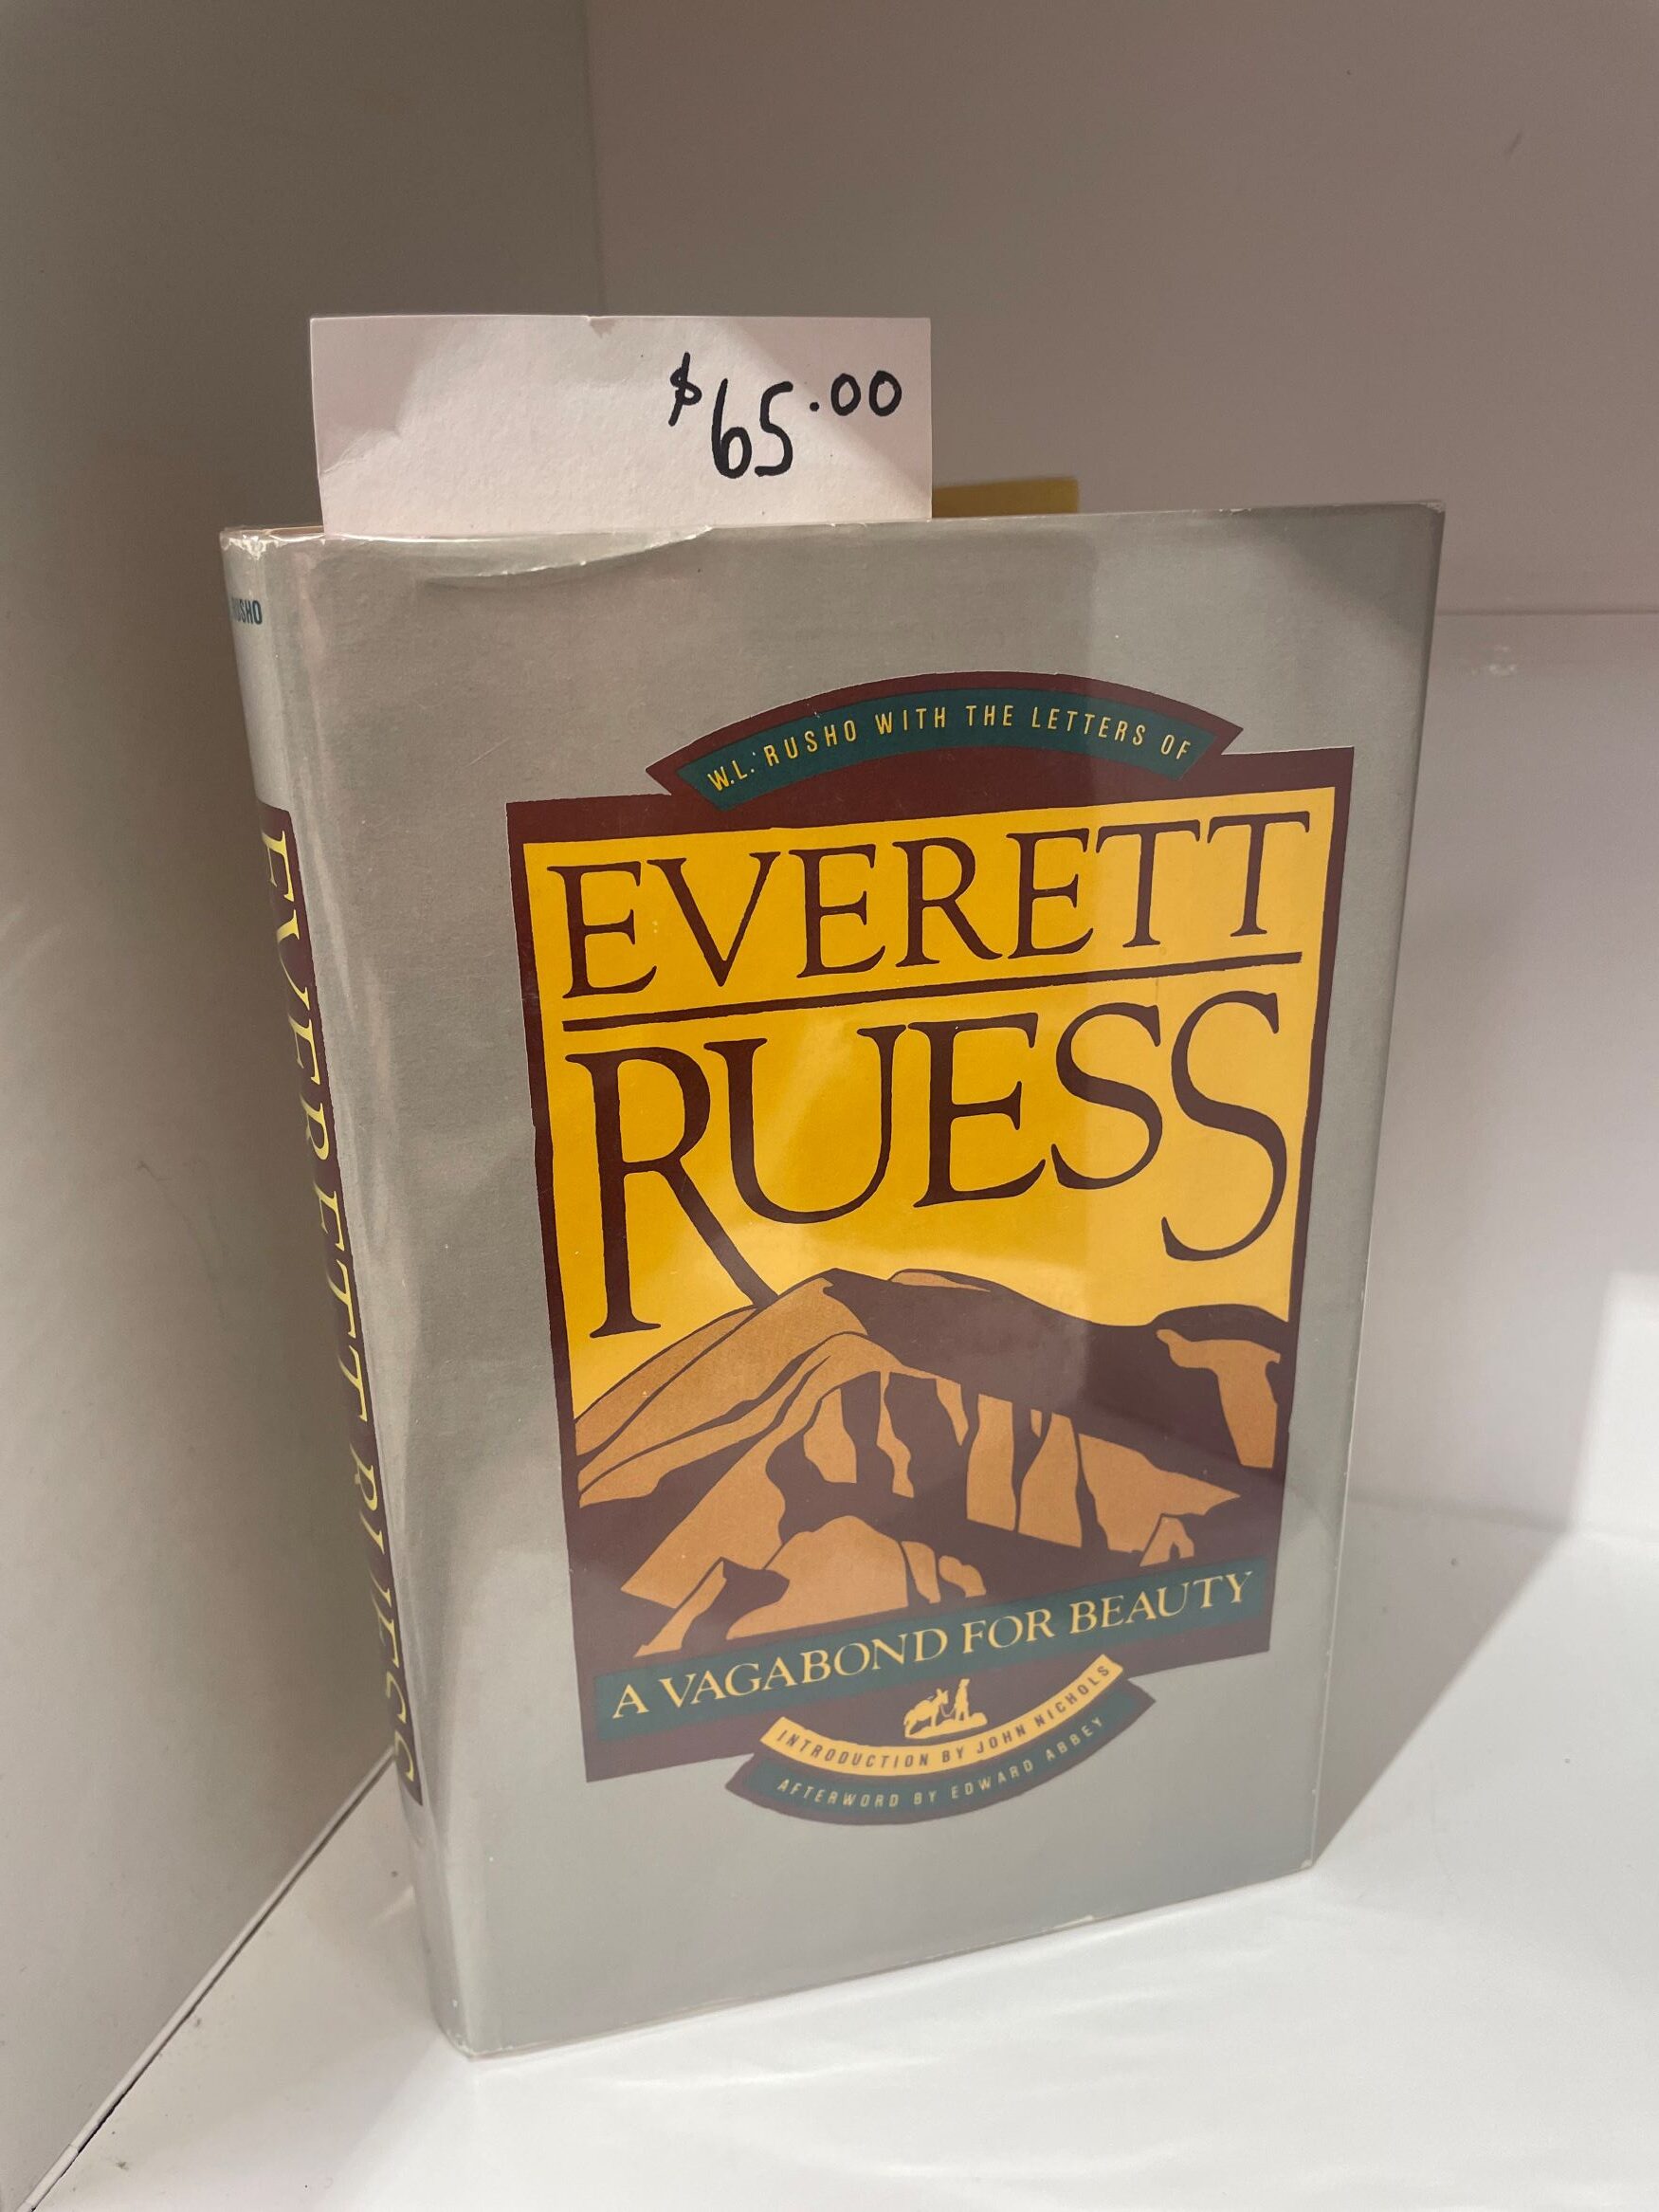 $65.00
RUSHO
W.L. RUSHO WITH THE LETTERS OF
EVERETT
RUESS
A VAGABOND FOR BEAUTY
INTRODUCTION BY JOHN NICHOLS
AFTERWORD BY EDWARD ABBEY
EVERETT RUESS